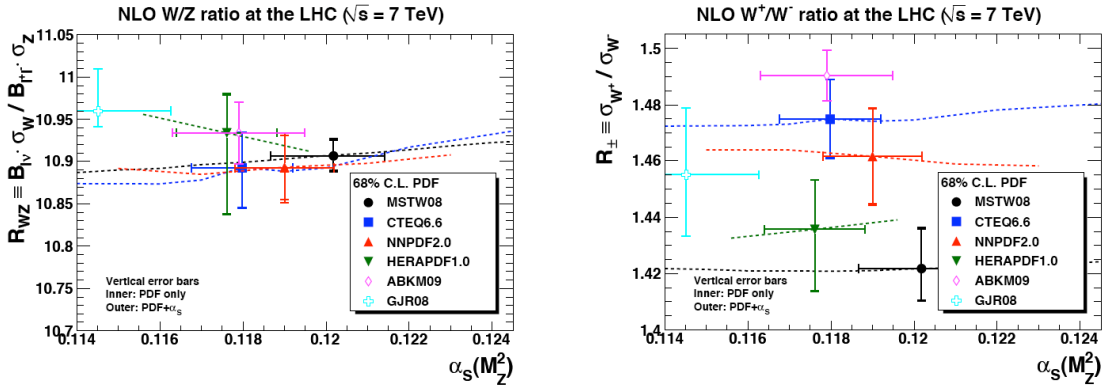 NLO W/Z ratio at the LHC (√s = 7 TeV)
R_WZ ≡ B_lν · σ_W / B_l+l- · σ_Z
11.05
11
10.95
10.9
10.85
10.8
10.75
10.7
68% C.L. PDF
MSTW08
CTEQ6.6
NNPDF2.0
HERAPDF1.0
ABKM09
GJR08
Vertical error bars
Inner: PDF only
Outer: PDF+α_S
0.114 0.116 0.118 0.12 0.122 0.124
α_S(M_Z^2)
NLO W⁺/W⁻ ratio at the LHC (√s = 7 TeV)
R_± ≡ σ_W⁺ / σ_W⁻
1.5
1.48
1.46
1.44
1.42
1.4
68% C.L. PDF
MSTW08
CTEQ6.6
NNPDF2.0
HERAPDF1.0
ABKM09
GJR08
Vertical error bars
Inner: PDF only
Outer: PDF+α_S
0.114 0.116 0.118 0.12 0.122 0.124
α_S(M_Z^2)